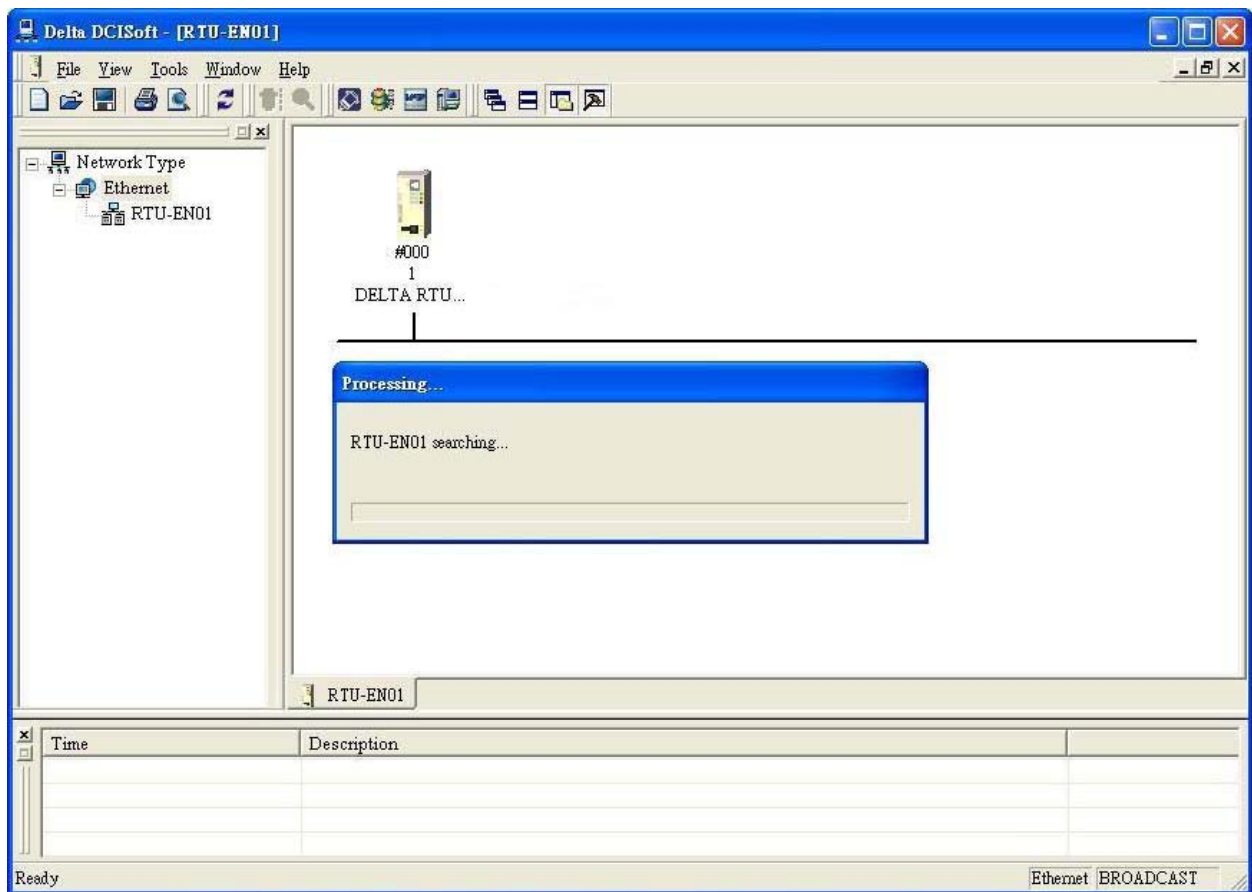 Delta DCISoft - [RTU-EN01]
File View Tools Window Help
Network Type
Ethernet
RTU-EN01
#000
1
DELTA RTU...
Processing...
RTU-EN01 searching...
RTU-EN01
Time Description
Ready Ethernet BROADCAST